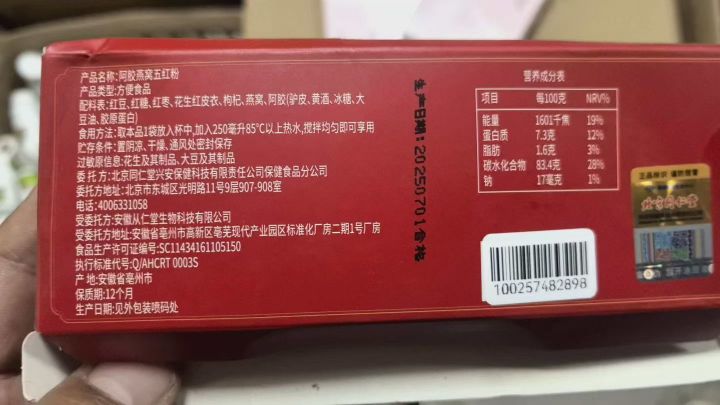 产品名称:阿胶燕窝五红粉
产品类型:方便食品
配料表:红豆、红糖、红枣、花生红皮衣、枸杞、燕窝、阿胶(驴皮、黄酒、冰糖、大
豆油、胶原蛋白)
食用方法:取本品1袋放入杯中,加入250毫升85℃以上热水,搅拌均匀即可享用
贮存条件:置阴凉、干燥、通风处密封保存
过敏原信息:花生及其制品、大豆及其制品
委 托 方:北京同仁堂兴安保健科技有限责任公司保健食品分公司
委托方地址:北京市东城区光明路11号9层907-908室
电话:4006331058
受委托方:安徽从仁堂生物科技有限公司
受委托方地址:安徽省亳州市高新区亳芜现代产业园区标准化厂房二期1号厂房
食品生产许可证编号:SC11434161105150
执行标准代号:Q/AHCRT 0003S
产 地:安徽省亳州市
保质期:12个月
生产日期:见外包装喷码处
生产日期:20250701合格
营养成分表
项目 每100克 NRV%
能量 1601千焦 19%
蛋白质 7.3克 12%
脂肪 1.6克 3%
碳水化合物 83.4克 28%
钠 17毫克 1%
100257482898
正品标识 谨防假冒
北京同仁堂